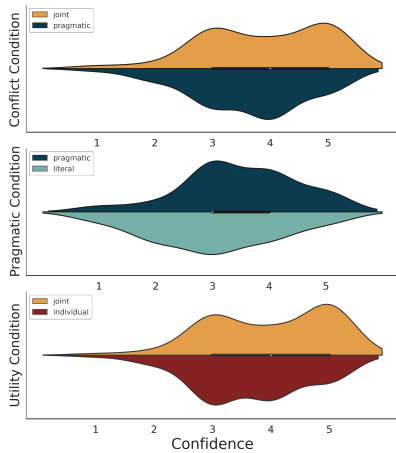 joint
pragmatic
Conflict Condition
1 2 3 4 5
pragmatic
literal
Pragmatic Condition
1 2 3 4 5
joint
individual
Utility Condition
1 2 3 4 5
Confidence